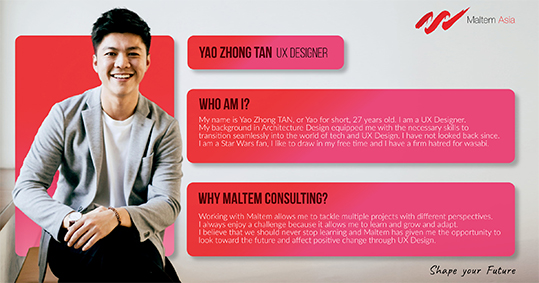 Maltem Asia
YAO ZHONG TAN UX DESIGNER
WHO AM I?
My name is Yao Zhong TAN, or Yao for short, 27 years old. I am a UX Designer.
My background in Architecture Design equipped me with the necessary skills to
transition seamlessly into the world of tech and UX Design. I have not looked back since.
I am a Star Wars fan, I like to draw in my free time and I have a firm hatred for wasabi.
WHY MALTEM CONSULTING?
Working with Maltem allows me to tackle multiple projects with different perspectives.
I always enjoy a challenge because it allows me to learn and grow and adapt.
I believe that we should never stop learning and Maltem has given me the opportunity to
look toward the future and affect positive change through UX Design.
Shape your Future